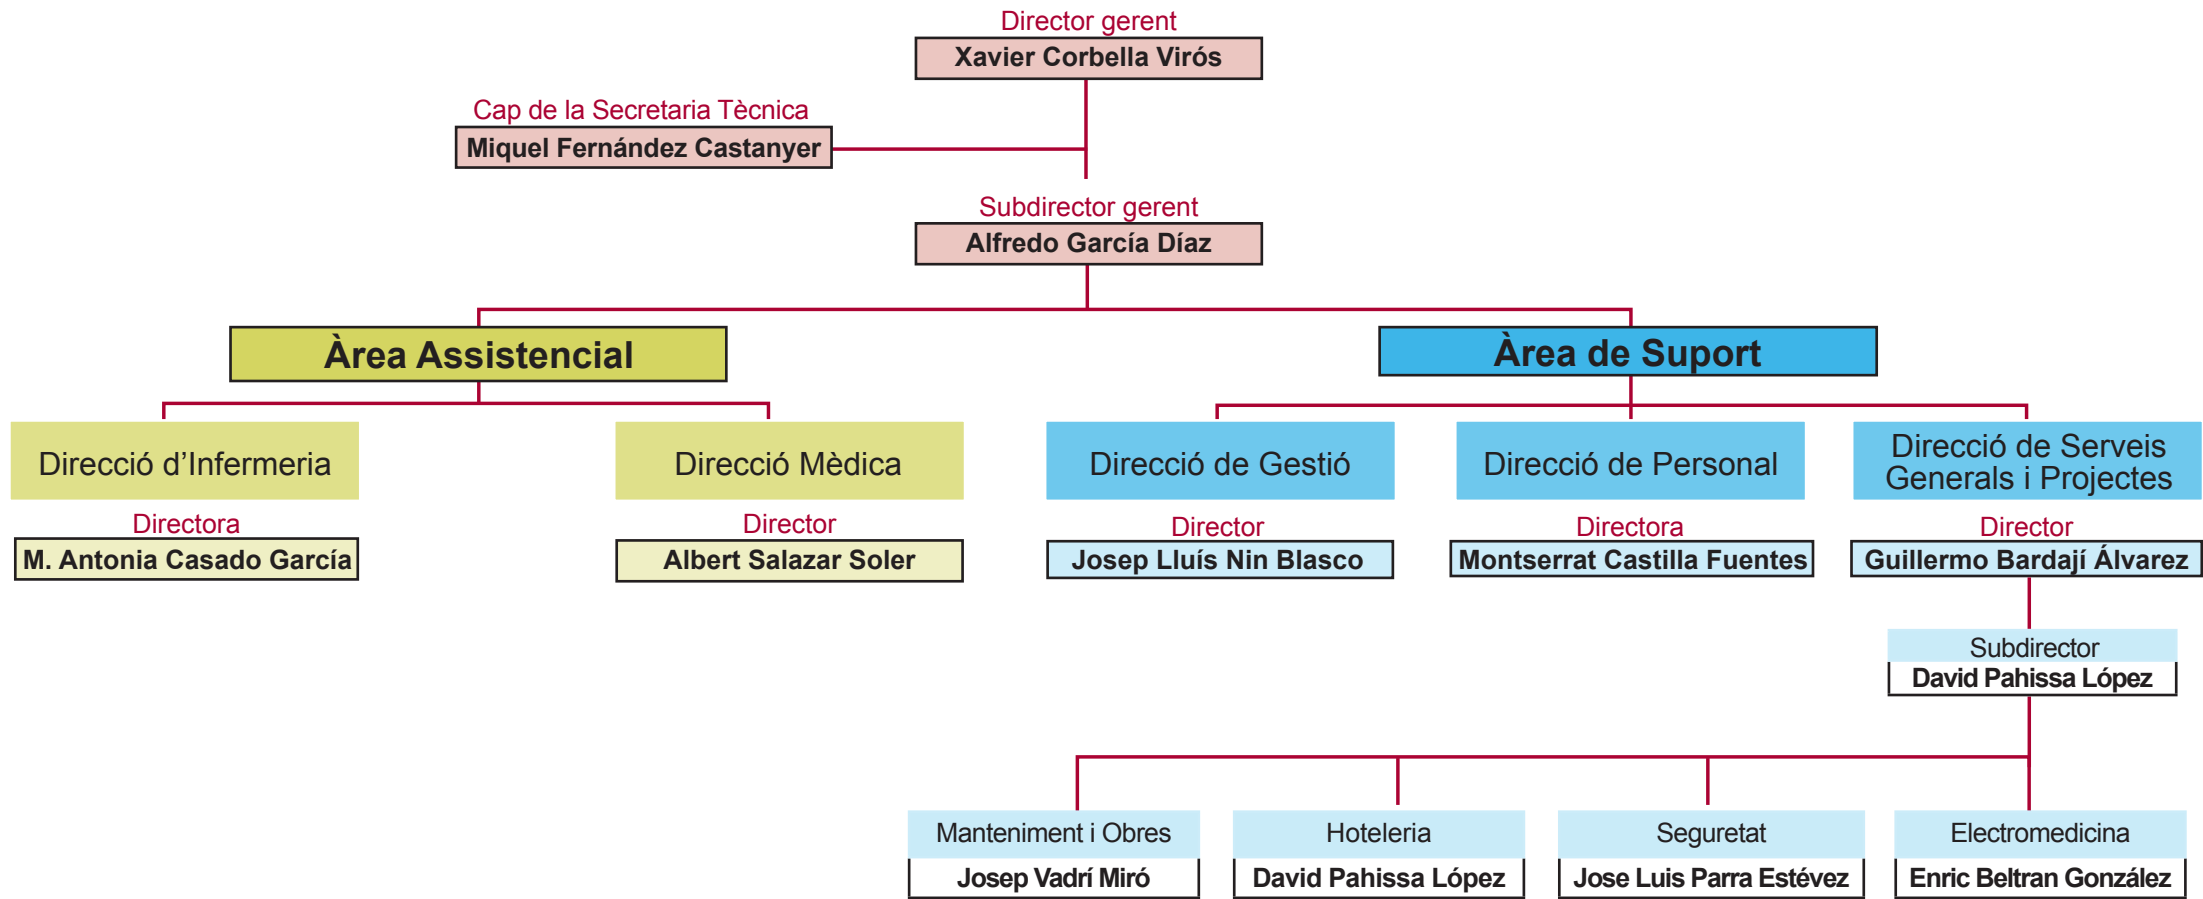 Director gerent
Xavier Corbella Virós
Cap de la Secretaria Tècnica
Miquel Fernández Castanyer
Subdirector gerent
Alfredo García Díaz
Àrea Assistencial
Àrea de Suport
Direcció d’Infermeria
Directora
M. Antonia Casado García
Direcció Mèdica
Director
Albert Salazar Soler
Direcció de Gestió
Director
Josep Lluís Nin Blasco
Direcció de Personal
Directora
Montserrat Castilla Fuentes
Direcció de Serveis
Generals i Projectes
Director
Guillermo Bardají Álvarez
Subdirector
David Pahissa López
Manteniment i Obres
Josep Vadrí Miró
Hoteleria
David Pahissa López
Seguretat
Jose Luis Parra Estévez
Electromedicina
Enric Beltran González